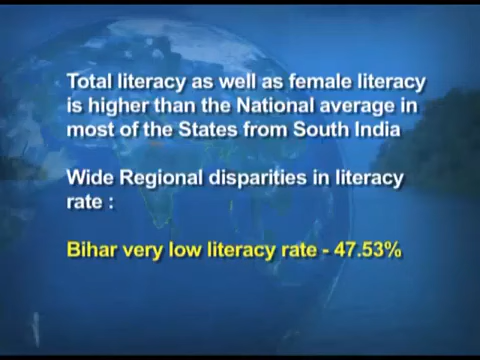 Total literacy as well as female literacy
is higher than the National average in
most of the States from South India
Wide Regional disparities in literacy
rate :
Bihar very low literacy rate - 47.53%